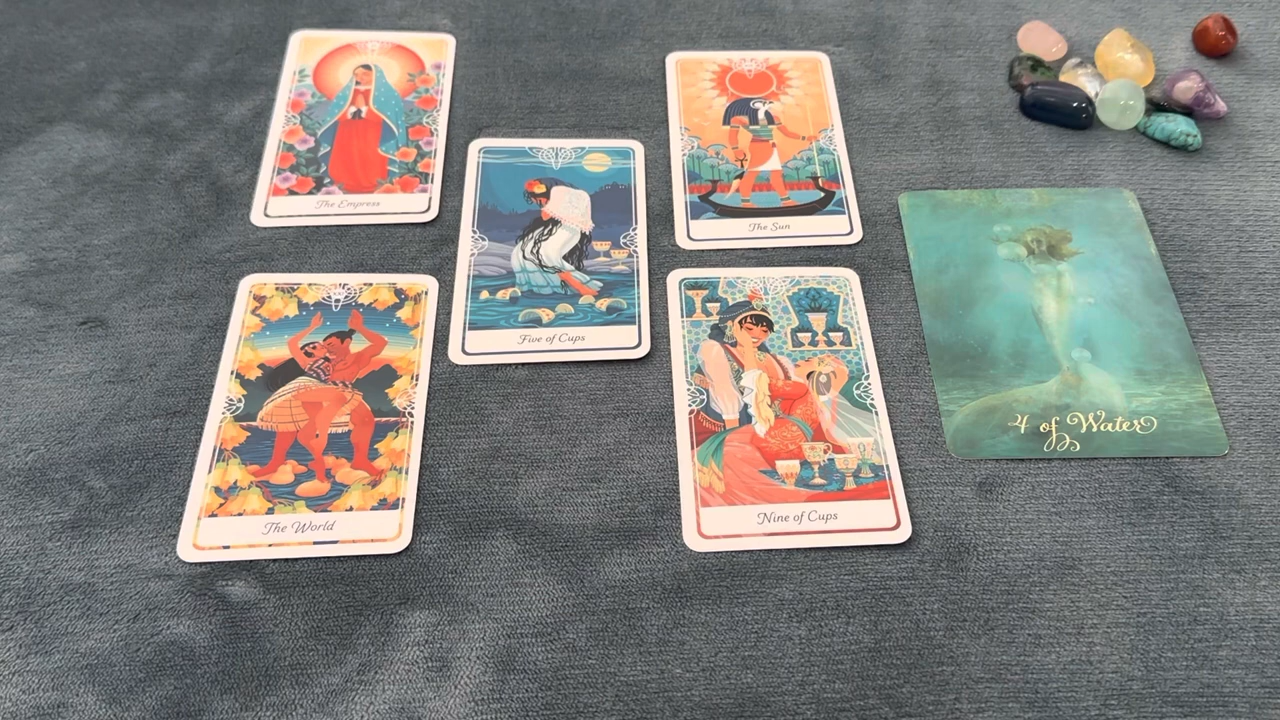 The Empress
The Sun
Five of Cups
4 of Water
The World
Nine of Cups